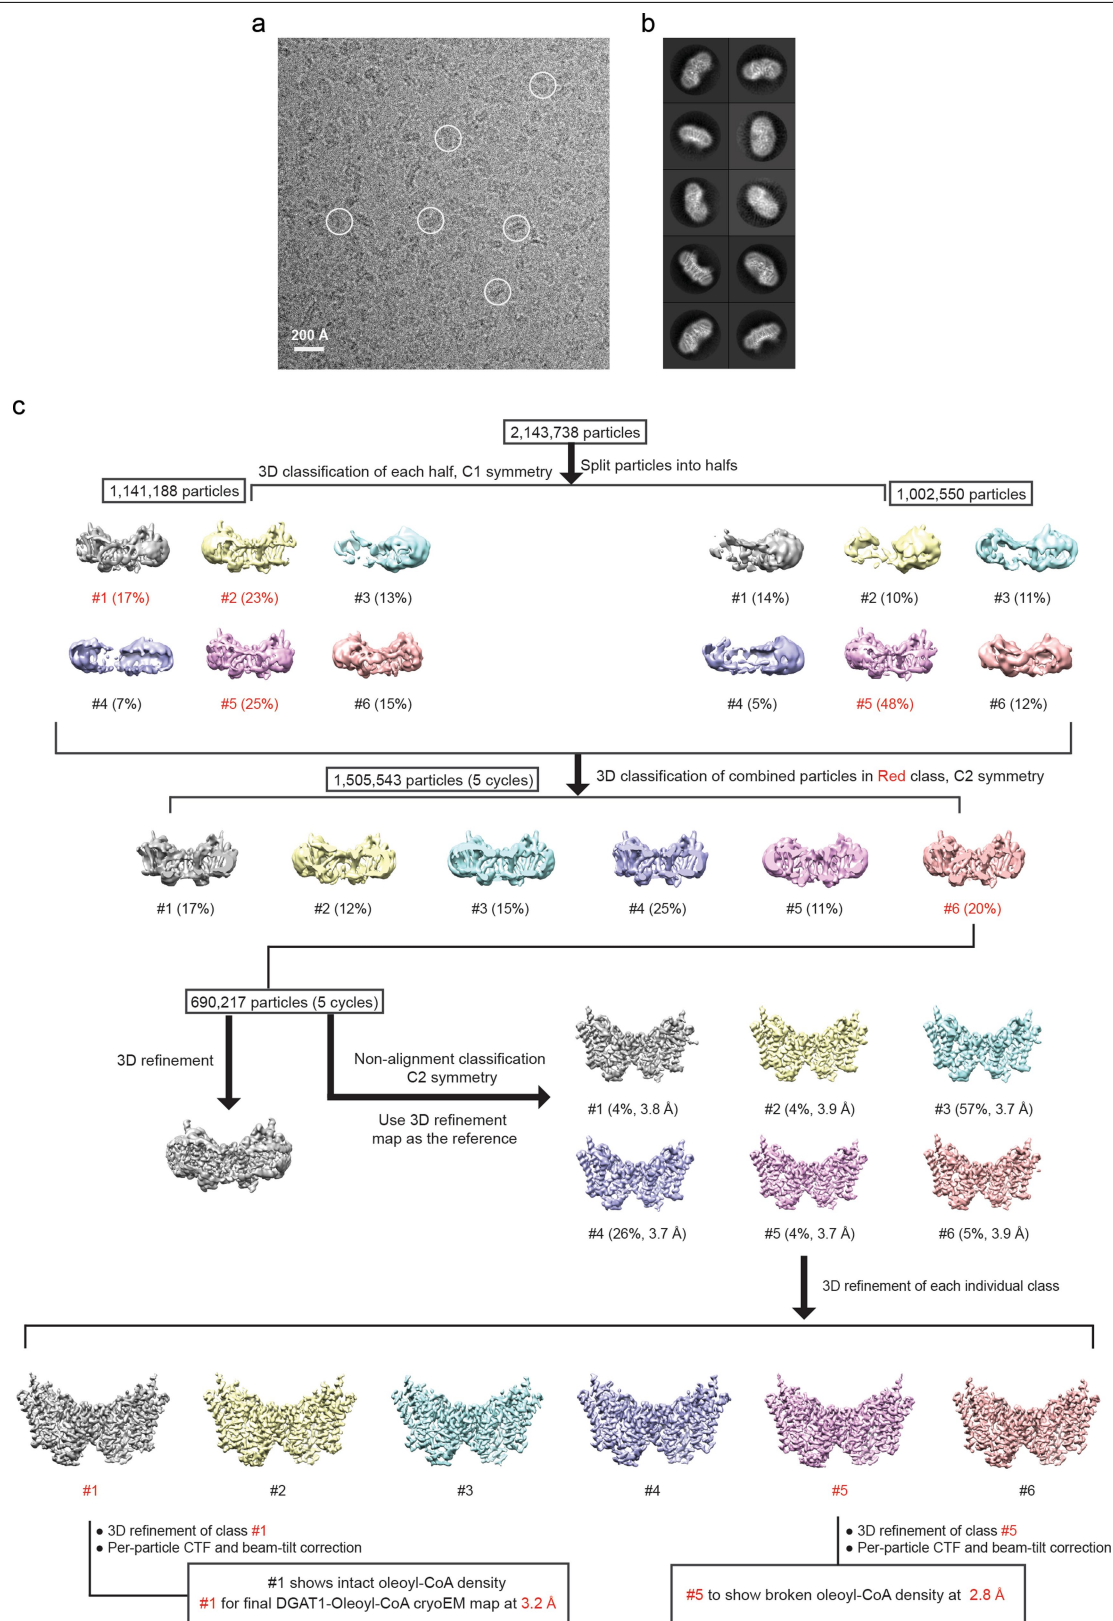 a
b
200 Å
c
2,143,738 particles
3D classification of each half, C1 symmetry
Split particles into halfs
1,141,188 particles
1,002,550 particles
#1 (17%)
#2 (23%)
#3 (13%)
#1 (14%)
#2 (10%)
#3 (11%)
#4 (7%)
#5 (25%)
#6 (15%)
#4 (5%)
#5 (48%)
#6 (12%)
1,505,543 particles (5 cycles)
3D classification of combined particles in Red class, C2 symmetry
#1 (17%)
#2 (12%)
#3 (15%)
#4 (25%)
#5 (11%)
#6 (20%)
690,217 particles (5 cycles)
3D refinement
Non-alignment classification
C2 symmetry
Use 3D refinement
map as the reference
#1 (4%, 3.8 Å)
#2 (4%, 3.9 Å)
#3 (57%, 3.7 Å)
#4 (26%, 3.7 Å)
#5 (4%, 3.7 Å)
#6 (5%, 3.9 Å)
3D refinement of each individual class
#1
#2
#3
#4
#5
#6
● 3D refinement of class #1
● Per-particle CTF and beam-tilt correction
● 3D refinement of class #5
● Per-particle CTF and beam-tilt correction
#1 shows intact oleoyl-CoA density
#1 for final DGAT1-Oleoyl-CoA cryoEM map at 3.2 Å
#5 to show broken oleoyl-CoA density at 2.8 Å